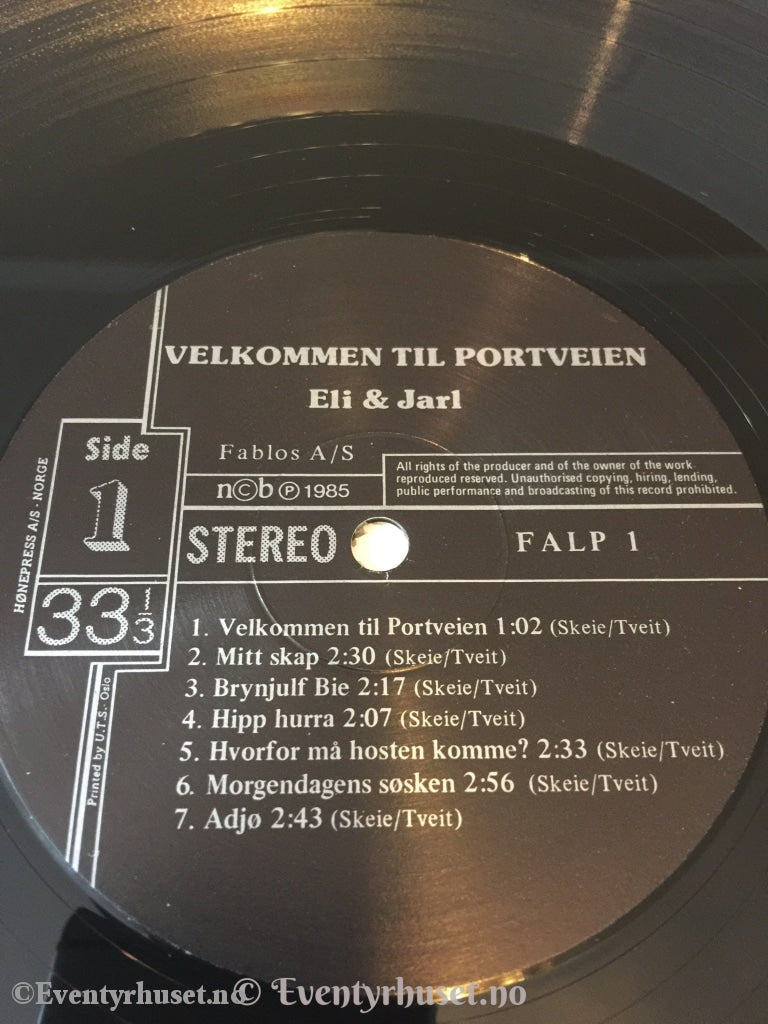 VELKOMMEN TIL PORTVEIEN
Eli & Jarl
Side
1
33 1/3
HØNEPRESS A/S · NORGE
Printed by U.T.S.- Oslo
Fablos A/S
n©b ℗ 1985
All rights of the producer and of the owner of the work
reproduced reserved. Unauthorised copying, hiring, lending,
public performance and broadcasting of this record prohibited.
STEREO
FALP 1
1. Velkommen til Portveien 1:02 (Skeie/Tveit)
2. Mitt skap 2:30 (Skeie/Tveit)
3. Brynjulf Bie 2:17 (Skeie/Tveit)
4. Hipp hurra 2:07 (Skeie/Tveit)
5. Hvorfor må hosten komme? 2:33 (Skeie/Tveit)
6. Morgendagens søsken 2:56 (Skeie/Tveit)
7. Adjø 2:43 (Skeie/Tveit)
©Eventyrhuset.no
© Eventyrhuset.no